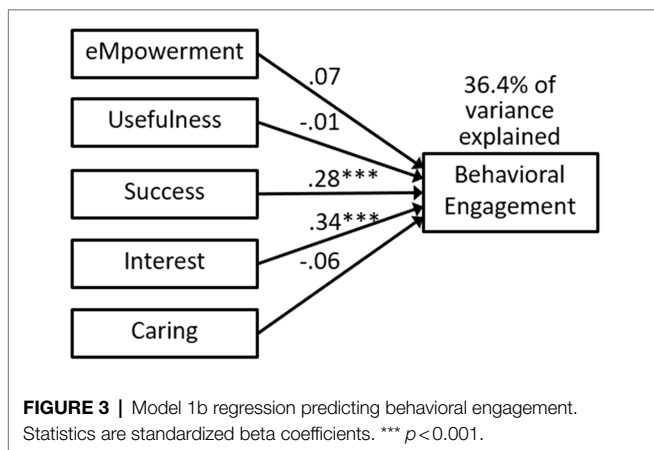 eMpowerment
Usefulness
Success
Interest
Caring
.07
-.01
.28***
.34***
-.06
36.4% of
variance
explained
Behavioral
Engagement
FIGURE 3 | Model 1b regression predicting behavioral engagement.
Statistics are standardized beta coefficients. *** p<0.001.